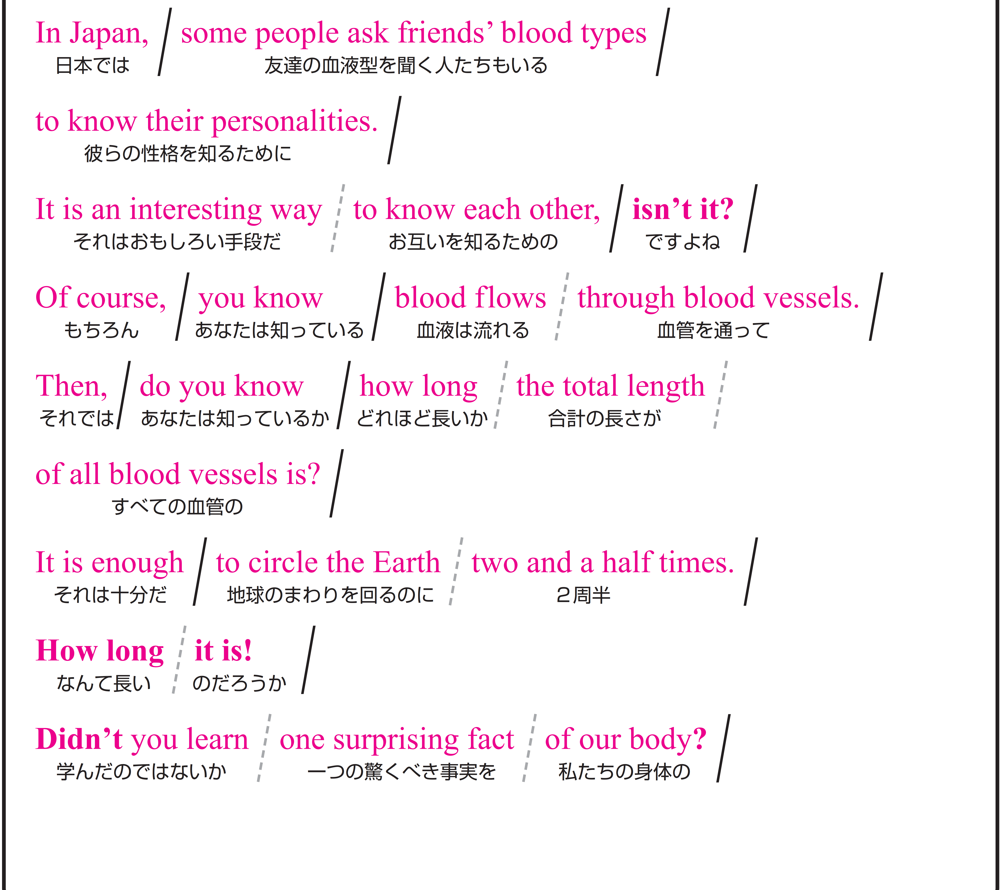 In Japan, / some people ask friends’ blood types /
日本では 友達の血液型を聞く人たちもいる
to know their personalities. /
彼らの性格を知るために
It is an interesting way / to know each other, / isn’t it? /
それはおもしろい手段だ お互いを知るための ですよね
Of course, / you know / blood flows / through blood vessels. /
もちろん あなたは知っている 血液は流れる 血管を通って
Then, / do you know / how long / the total length /
それでは あなたは知っているか どれほど長いか 合計の長さが
of all blood vessels is? /
すべての血管の
It is enough / to circle the Earth / two and a half times. /
それは十分だ 地球のまわりを回るのに 2周半
How long / it is! /
なんて長い のだろうか
Didn’t you learn / one surprising fact / of our body? /
学んだのではないか 一つの驚くべき事実を 私たちの身体の